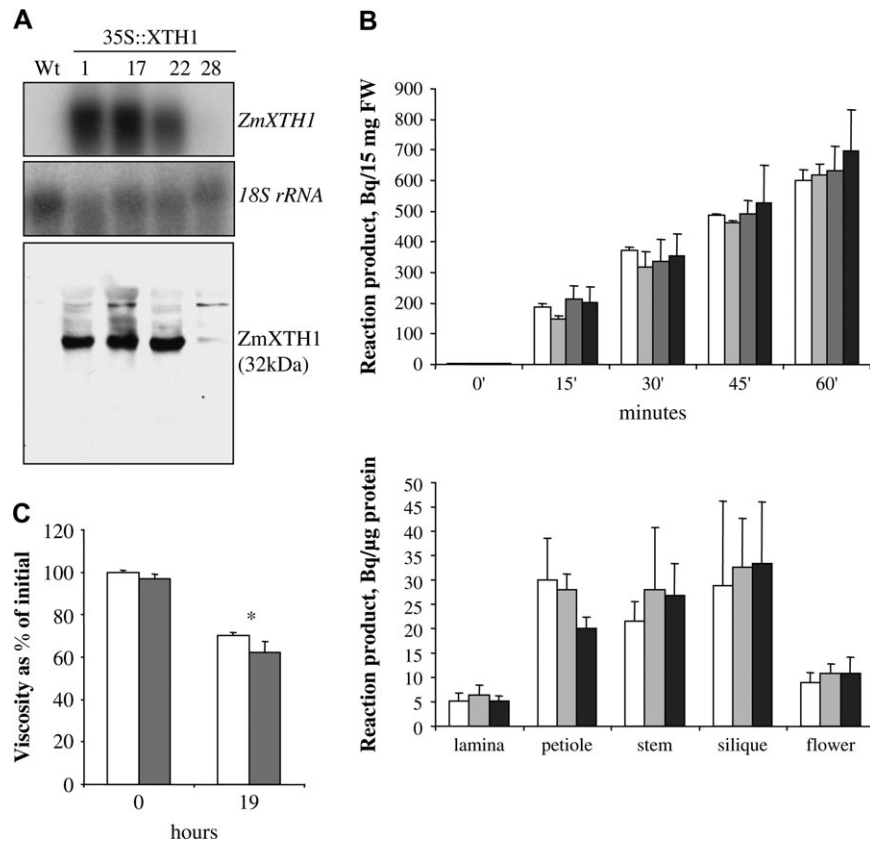 A
35S::XTH1
Wt 1 17 22 28
ZmXTH1
18S rRNA
ZmXTH1
(32kDa)
B
Reaction product, Bq/15 mg FW
900
800
700
600
500
400
300
200
100
0
0' 15' 30' 45' 60'
minutes
Reaction product, Bq/µg protein
50
45
40
35
30
25
20
15
10
5
0
lamina petiole stem silique flower
C
Viscosity as % of initial
120
100
80
60
40
20
0
*
0 19
hours